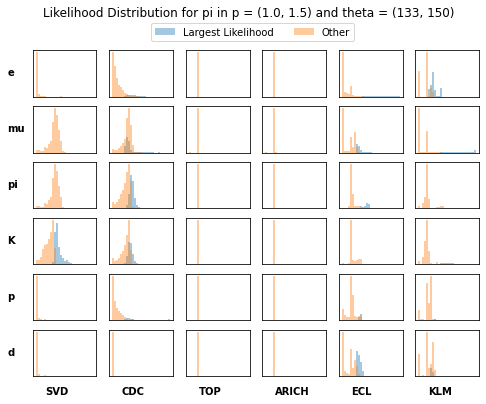 Likelihood Distribution for pi in p = (1.0, 1.5) and theta = (133, 150)
Largest Likelihood Other
e
mu
pi
K
p
d
SVD CDC TOP ARICH ECL KLM